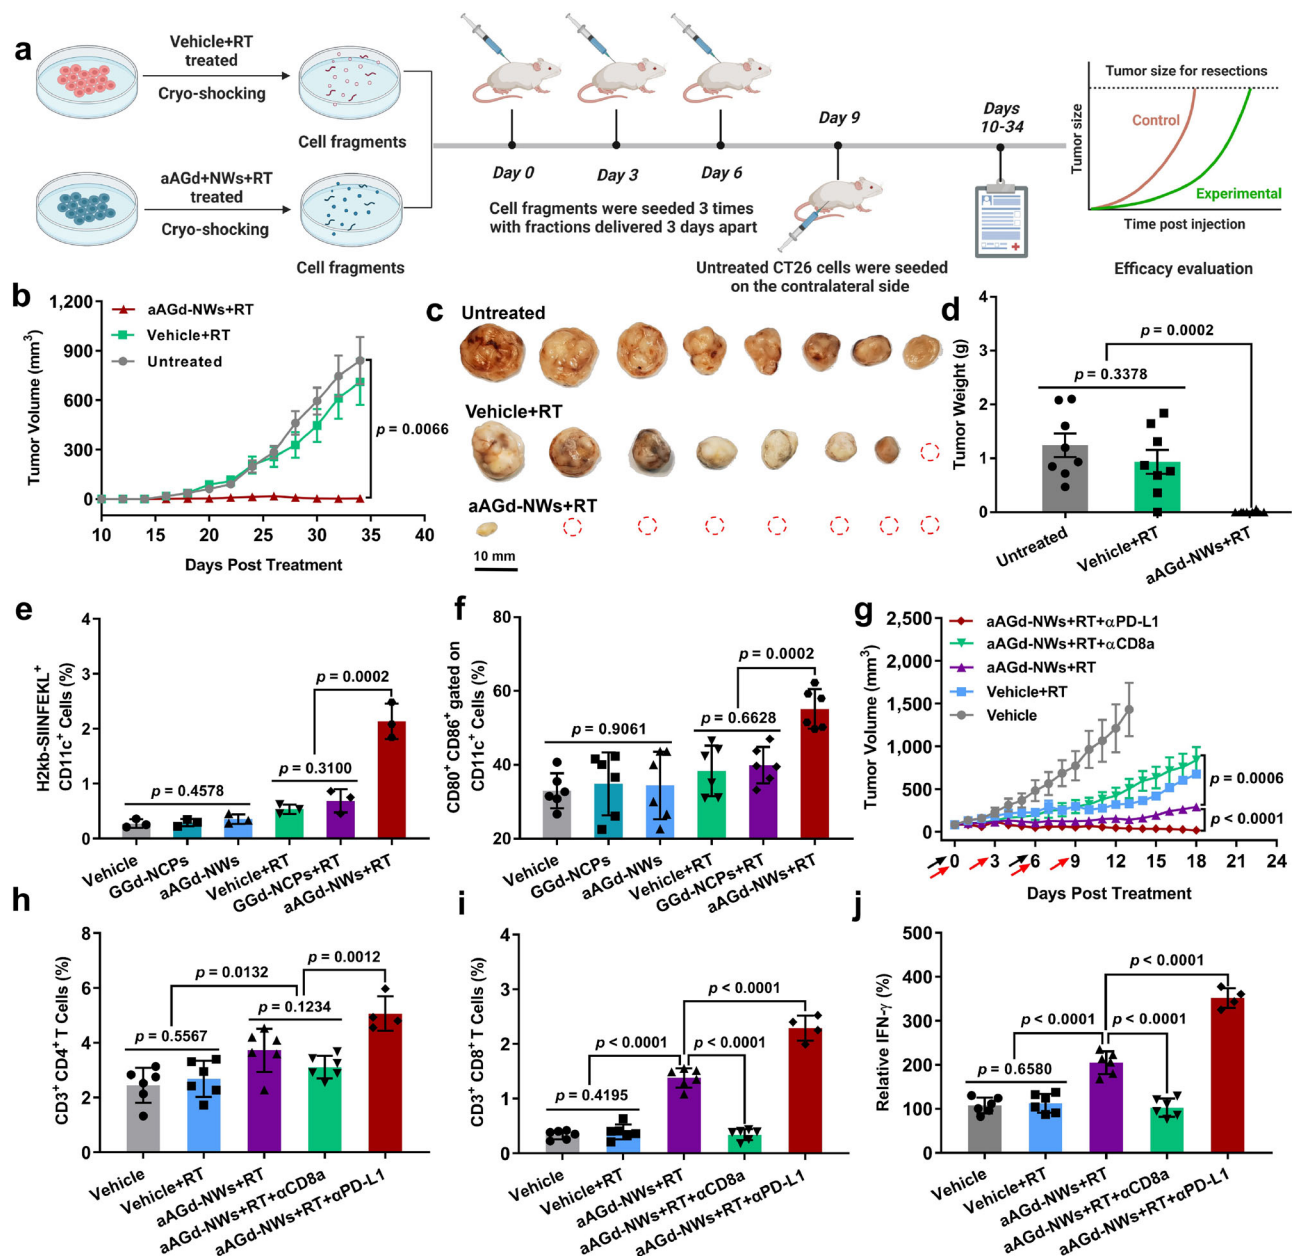 a
Vehicle+RT
treated
Cryo-shocking
Cell fragments
aAGd+NWs+RT
treated
Cryo-shocking
Cell fragments
Day 0
Day 3
Day 6
Cell fragments were seeded 3 times
with fractions delivered 3 days apart
Day 9
Untreated CT26 cells were seeded
on the contralateral side
Days
10-34
Tumor size for resections
Control
Experimental
Tumor size
Time post injection
Efficacy evaluation
b
Tumor Volume (mm³)
1,200
900
600
300
0
aAGd-NWs+RT
Vehicle+RT
Untreated
p = 0.0066
10 15 20 25 30 35 40
Days Post Treatment
c
Untreated
Vehicle+RT
aAGd-NWs+RT
10 mm
d
Tumor Weight (g)
4
3
2
1
0
p = 0.0002
p = 0.3378
Untreated
Vehicle+RT
aAGd-NWs+RT
e
H2kb-SIINFEKL⁺
CD11c⁺ Cells (%)
4
3
2
1
0
p = 0.0002
p = 0.3100
p = 0.4578
Vehicle
GGd-NCPs
aAGd-NWs
Vehicle+RT
GGd-NCPs+RT
aAGd-NWs+RT
f
CD80⁺ CD86⁺ gated on
CD11c⁺ Cells (%)
80
60
40
20
p = 0.0002
p = 0.9061
p = 0.6628
Vehicle
GGd-NCPs
aAGd-NWs
Vehicle+RT
GGd-NCPs+RT
aAGd-NWs+RT
g
Tumor Volume (mm³)
2,500
2,000
1,500
1,000
500
0
aAGd-NWs+RT+αPD-L1
aAGd-NWs+RT+αCD8a
aAGd-NWs+RT
Vehicle+RT
Vehicle
p = 0.0006
p < 0.0001
0 3 6 9 12 15 18 21 24
Days Post Treatment
h
CD3⁺ CD4⁺ T Cells (%)
8
6
4
2
0
p = 0.0012
p = 0.0132
p = 0.1234
p = 0.5567
Vehicle
Vehicle+RT
aAGd-NWs+RT
aAGd-NWs+RT+αCD8a
aAGd-NWs+RT+αPD-L1
i
CD3⁺ CD8⁺ T Cells (%)
4
3
2
1
0
p < 0.0001
p < 0.0001
p < 0.0001
p = 0.4195
Vehicle
Vehicle+RT
aAGd-NWs+RT
aAGd-NWs+RT+αCD8a
aAGd-NWs+RT+αPD-L1
j
Relative IFN-γ (%)
500
400
300
200
100
0
p < 0.0001
p < 0.0001
p < 0.0001
p = 0.6580
Vehicle
Vehicle+RT
aAGd-NWs+RT
aAGd-NWs+RT+αCD8a
aAGd-NWs+RT+αPD-L1